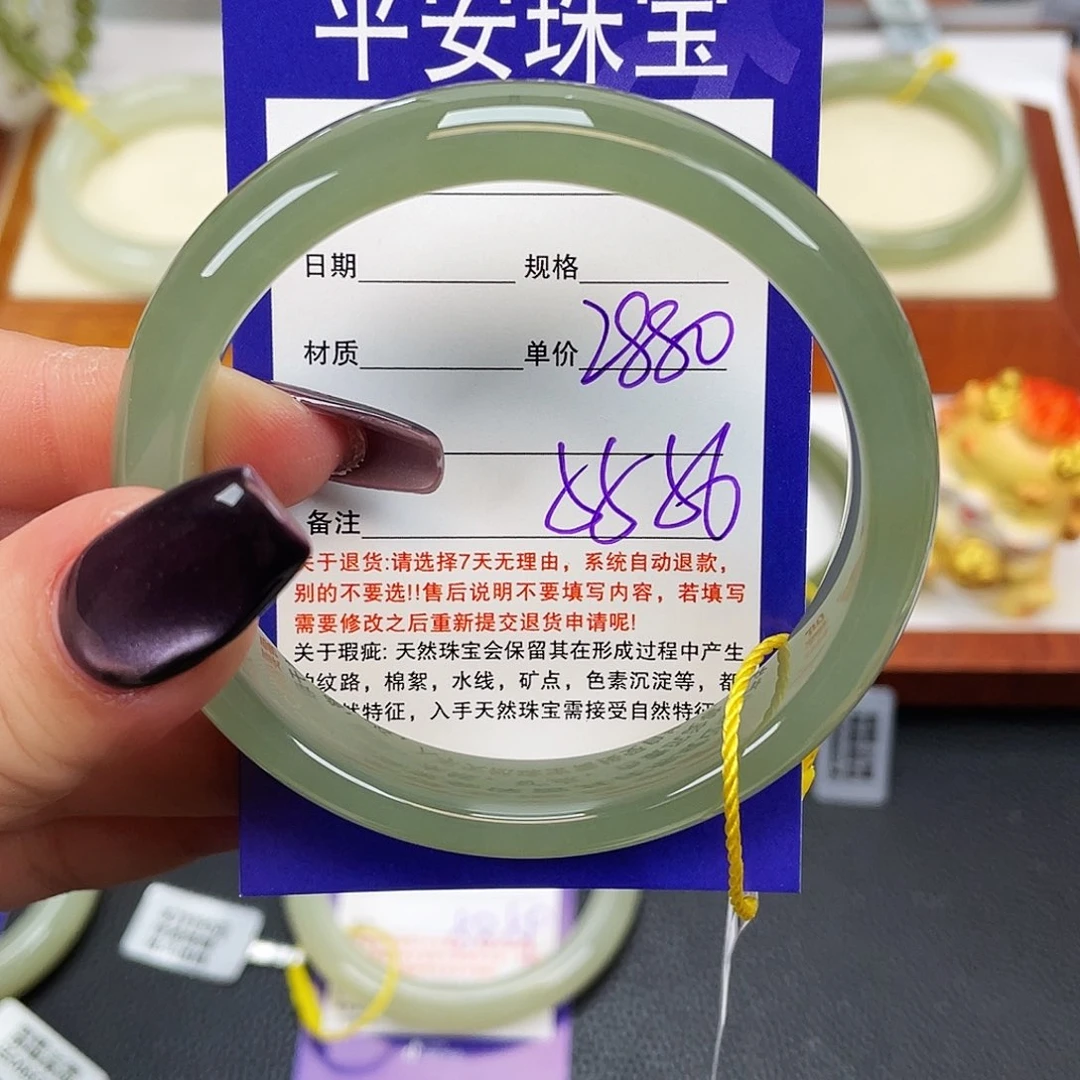 平安珠宝
日期 规格
材质 单价 2880
备注
关于退货:请选择7天无理由，系统自动退款，
别的不要选!!售后说明不要填写内容，若填写
需要修改之后重新提交退货申请呢!
关于瑕疵: 天然珠宝会保留其在形成过程中产生
纹路，棉絮，水线，矿点，色素沉淀等，都
特征，入手天然珠宝需接受自然特征